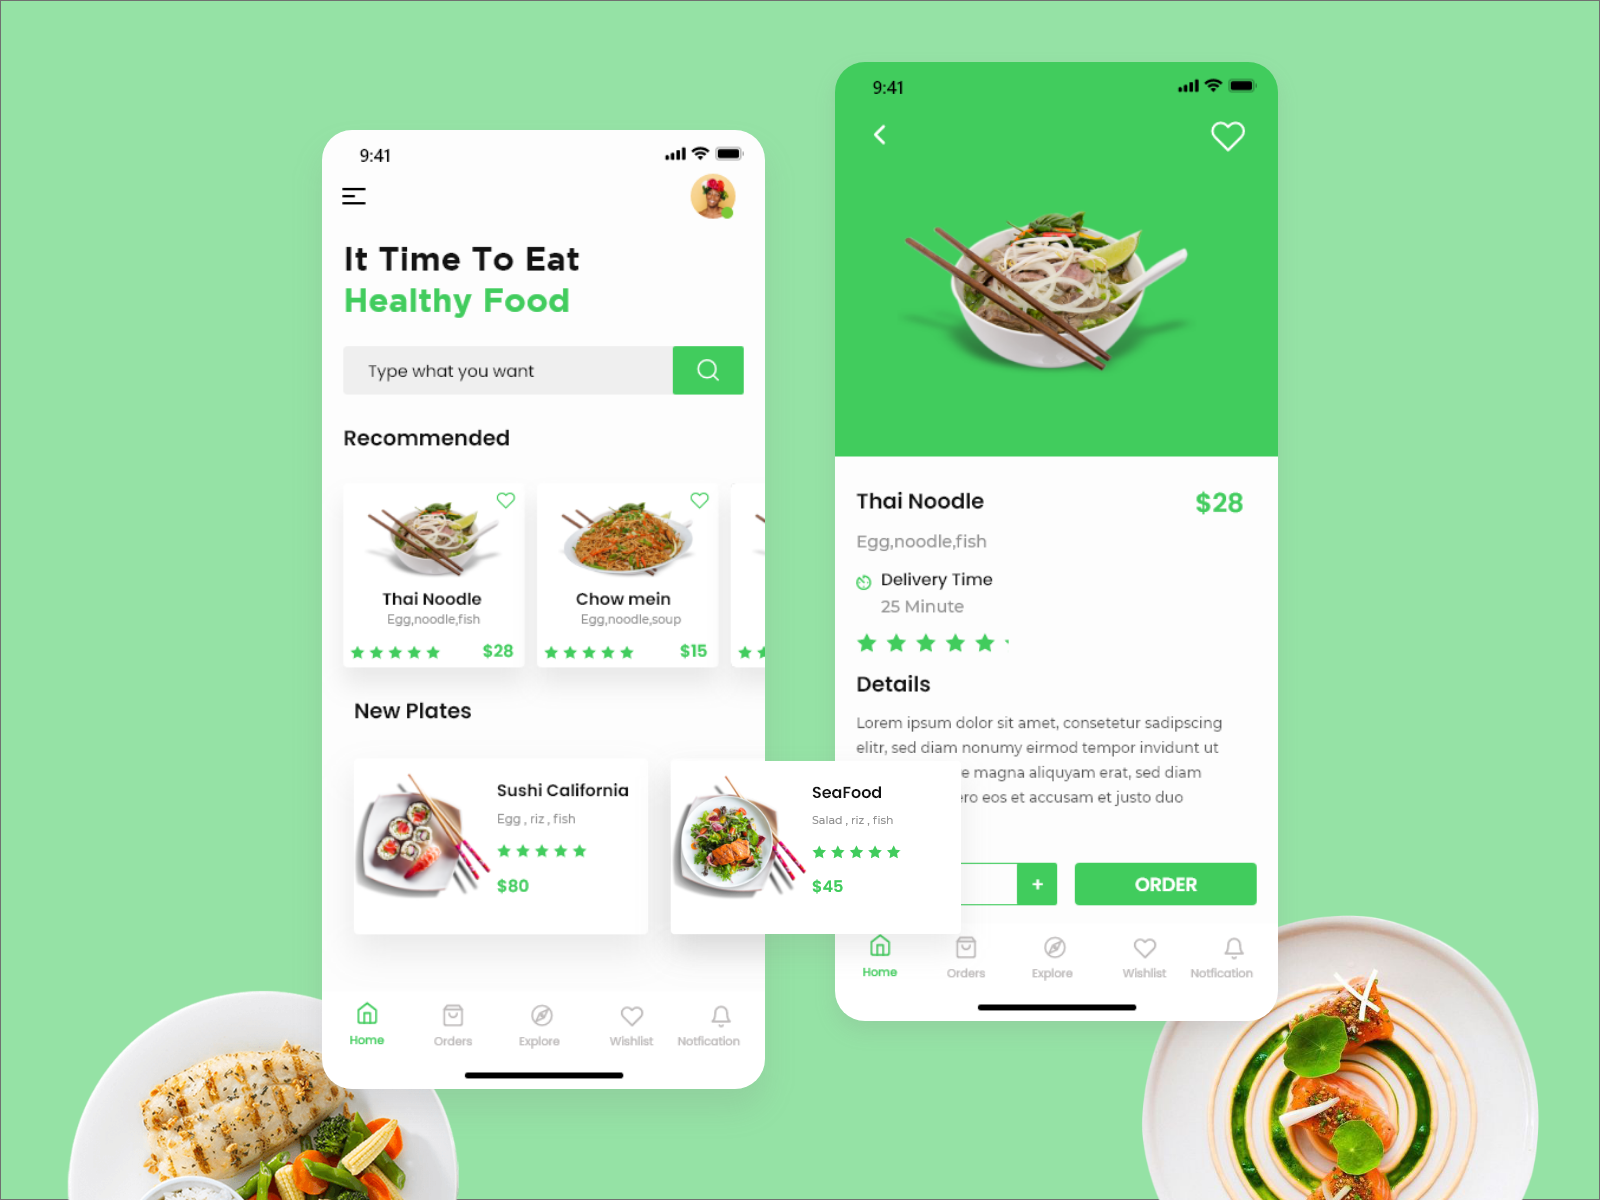 9:41
It Time To Eat
Healthy Food
Type what you want
Recommended
Thai Noodle
Egg,noodle,fish
$28
Chow mein
Egg,noodle,soup
$15
New Plates
Sushi California
Egg , riz , fish
$80
SeaFood
Salad , riz , fish
$45
Home
Orders
Explore
Wishlist
Notfication
9:41
Thai Noodle
$28
Egg,noodle,fish
Delivery Time
25 Minute
Details
Lorem ipsum dolor sit amet, consetetur sadipscing
elitr, sed diam nonumy eirmod tempor invidunt ut
magna aliquyam erat, sed diam
eos et accusam et justo duo
+
ORDER
Home
Orders
Explore
Wishlist
Notfication